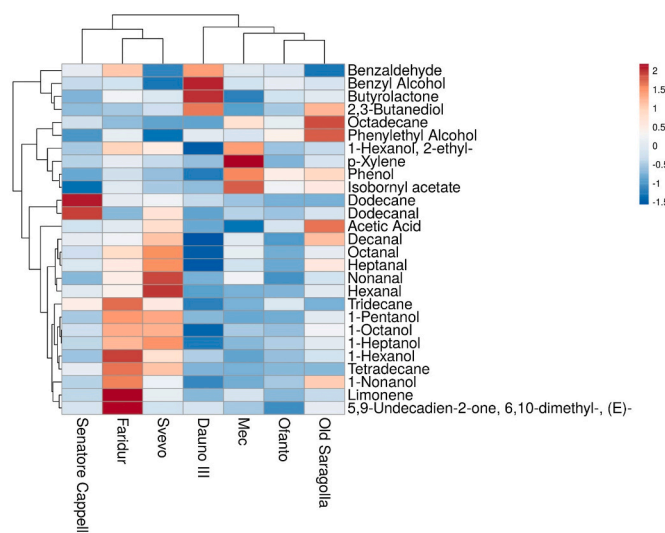 Benzaldehyde
Benzyl Alcohol
Butyrolactone
2,3-Butanediol
Octadecane
Phenylethyl Alcohol
1-Hexanol, 2-ethyl-
p-Xylene
Phenol
Isobornyl acetate
Dodecane
Dodecanal
Acetic Acid
Decanal
Octanal
Heptanal
Nonanal
Hexanal
Tridecane
1-Pentanol
1-Octanol
1-Heptanol
1-Hexanol
Tetradecane
1-Nonanol
Limonene
5,9-Undecadien-2-one, 6,10-dimethyl-, (E)-
Senatore Cappell
Faridur
Svevo
Dauno III
Mec
Ofanto
Old Saragolla
2
1.5
1
0.5
0
-0.5
-1
-1.5